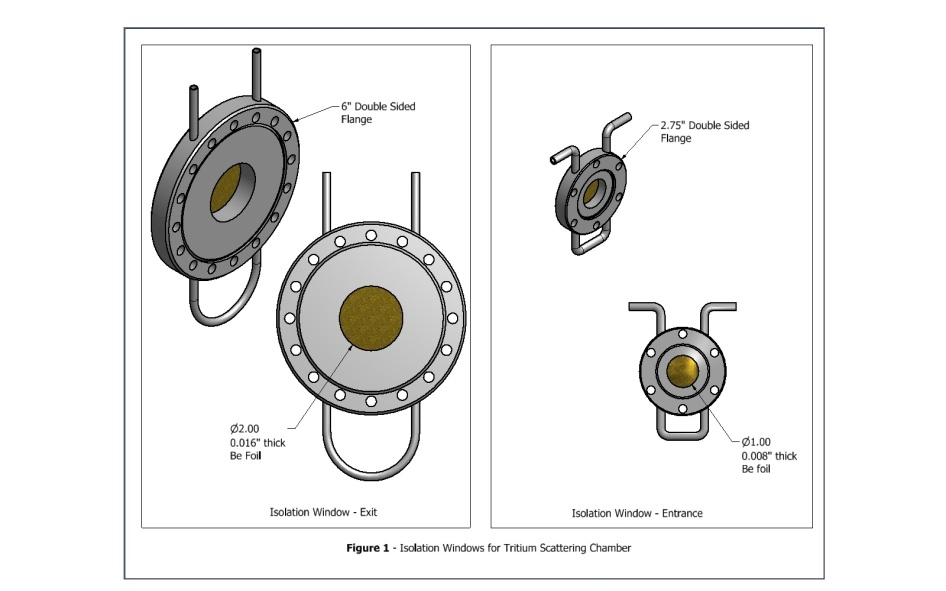 6" Double Sided
Flange
Ø2.00
0.016" thick
Be Foil
Isolation Window - Exit
2.75" Double Sided
Flange
Ø1.00
0.008" thick
Be foil
Isolation Window - Entrance
Figure 1 - Isolation Windows for Tritium Scattering Chamber